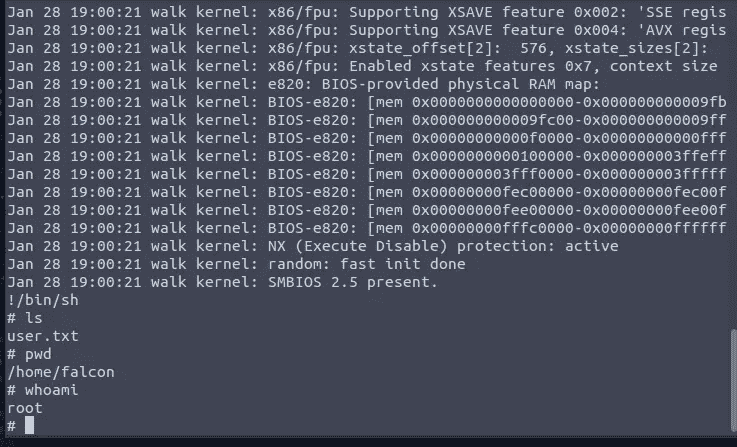 Jan 28 19:00:21 walk kernel: x86/fpu: Supporting XSAVE feature 0x002: 'SSE regis
Jan 28 19:00:21 walk kernel: x86/fpu: Supporting XSAVE feature 0x004: 'AVX regis
Jan 28 19:00:21 walk kernel: x86/fpu: xstate_offset[2]:  576, xstate_sizes[2]:
Jan 28 19:00:21 walk kernel: x86/fpu: Enabled xstate features 0x7, context size
Jan 28 19:00:21 walk kernel: e820: BIOS-provided physical RAM map:
Jan 28 19:00:21 walk kernel: BIOS-e820: [mem 0x0000000000000000-0x000000000009fb
Jan 28 19:00:21 walk kernel: BIOS-e820: [mem 0x000000000009fc00-0x000000000009ff
Jan 28 19:00:21 walk kernel: BIOS-e820: [mem 0x00000000000f0000-0x00000000000fff
Jan 28 19:00:21 walk kernel: BIOS-e820: [mem 0x0000000000100000-0x000000003ffeff
Jan 28 19:00:21 walk kernel: BIOS-e820: [mem 0x000000003fff0000-0x000000003fffff
Jan 28 19:00:21 walk kernel: BIOS-e820: [mem 0x00000000fec00000-0x00000000fec00f
Jan 28 19:00:21 walk kernel: BIOS-e820: [mem 0x00000000fee00000-0x00000000fee00f
Jan 28 19:00:21 walk kernel: BIOS-e820: [mem 0x00000000fffc0000-0x00000000ffffff
Jan 28 19:00:21 walk kernel: NX (Execute Disable) protection: active
Jan 28 19:00:21 walk kernel: random: fast init done
Jan 28 19:00:21 walk kernel: SMBIOS 2.5 present.
!/bin/sh
# ls
user.txt
# pwd
/home/falcon
# whoami
root
#